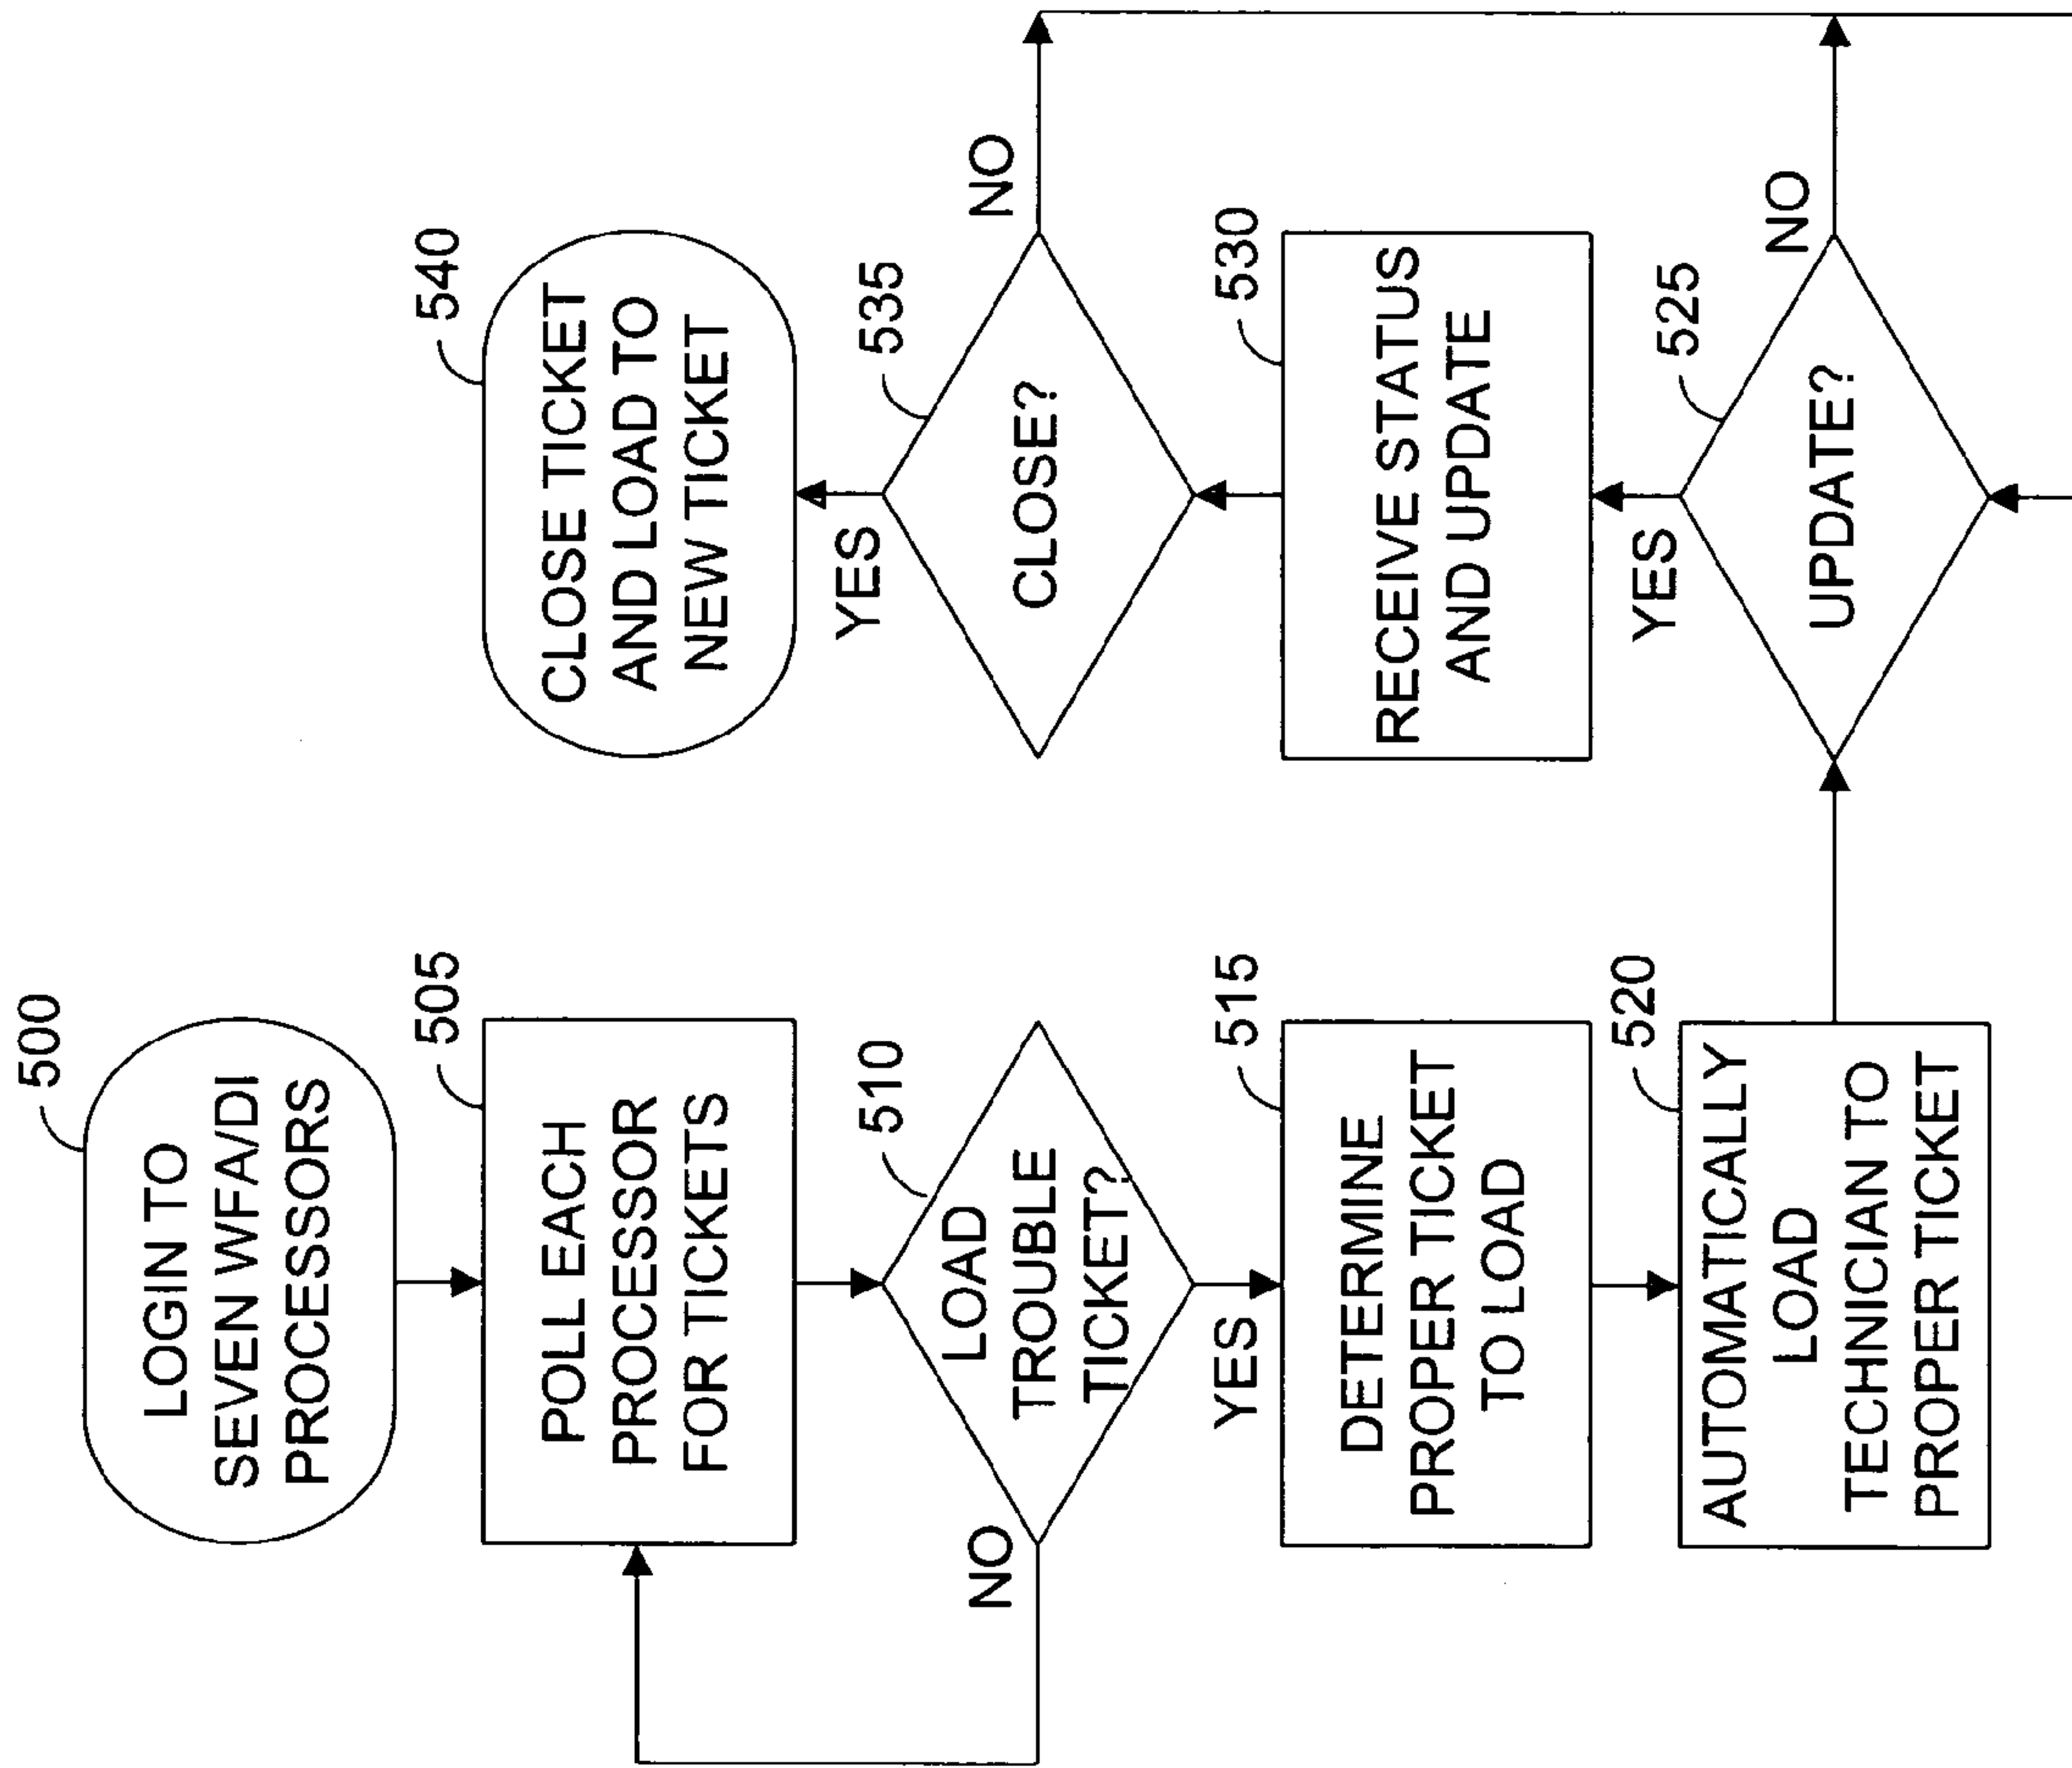 500
LOGIN TO
SEVEN WFA/DI
PROCESSORS
505
POLL EACH
PROCESSOR
FOR TICKETS
510
LOAD
TROUBLE
TICKET?
NO
YES
515
DETERMINE
PROPER TICKET
TO LOAD
520
AUTOMATICALLY
LOAD
TECHNICIAN TO
PROPER TICKET
525
UPDATE?
NO
YES
530
RECEIVE STATUS
AND UPDATE
535
CLOSE?
NO
YES
540
CLOSE TICKET
AND LOAD TO
NEW TICKET